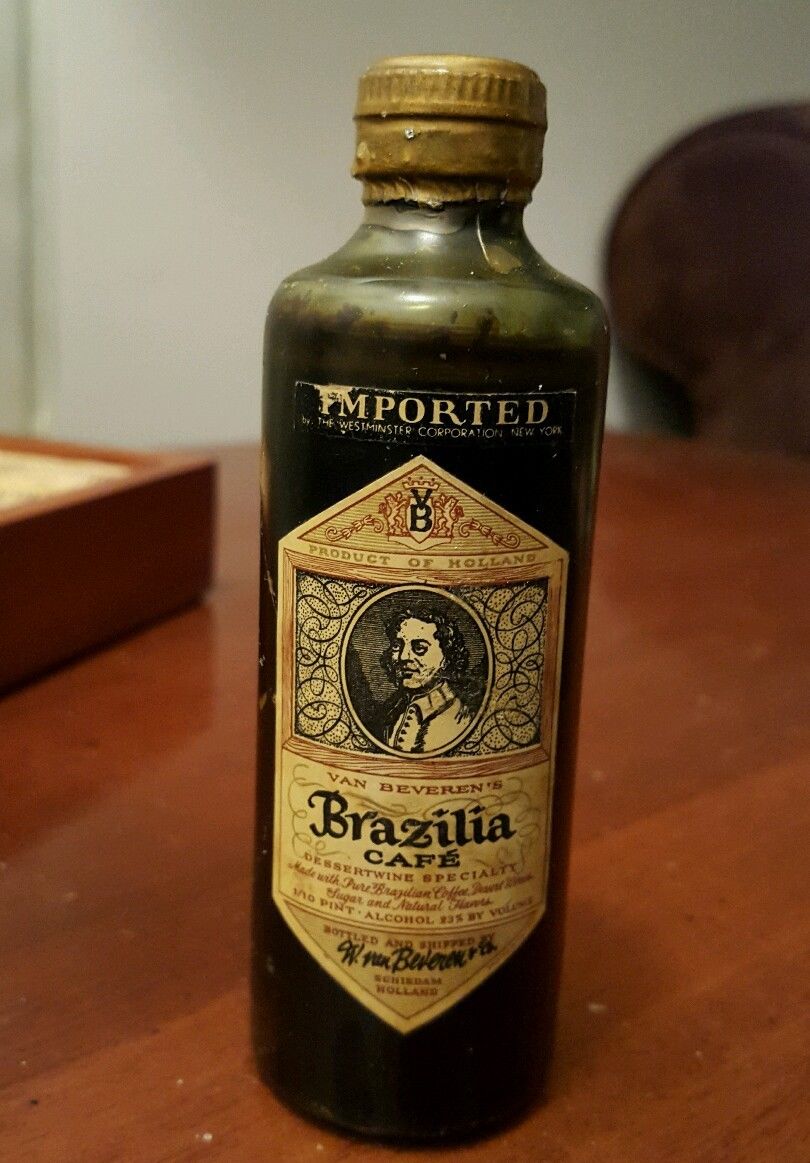 IMPORTED
by THE WESTMINSTER CORPORATION, NEW YORK
VB
PRODUCT OF HOLLAND
VAN BEVEREN'S
Brazilia
CAFÉ
DESSERTWINE SPECIALTY
Made with Pure Brazilian Coffee, Desert Wines,
Sugar and Natural Flavors.
1/10 PINT · ALCOHOL 23% BY VOLUME
BOTTLED AND SHIPPED BY
W. van Beveren & Co.
SCHIEDAM
HOLLAND